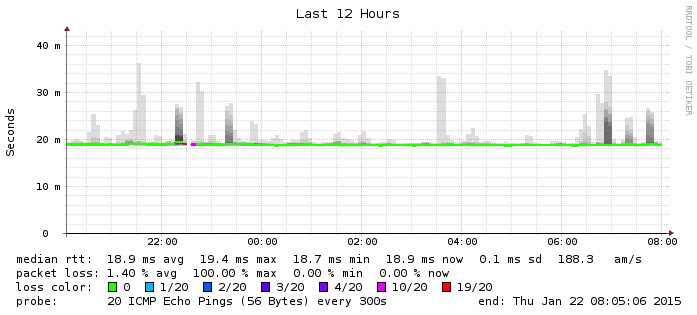 Last 12 Hours
RRDTOOL / TOBI OETIKER
Seconds
40 m
30 m
20 m
10 m
0
22:00 00:00 02:00 04:00 06:00 08:00
median rtt: 18.9 ms avg 19.4 ms max 18.7 ms min 18.9 ms now 0.1 ms sd 188.3 am/s
packet loss: 1.40 % avg 100.00 % max 0.00 % min 0.00 % now
loss color: 0 1/20 2/20 3/20 4/20 10/20 19/20
probe: 20 ICMP Echo Pings (56 Bytes) every 300s end: Thu Jan 22 08:05:06 2015